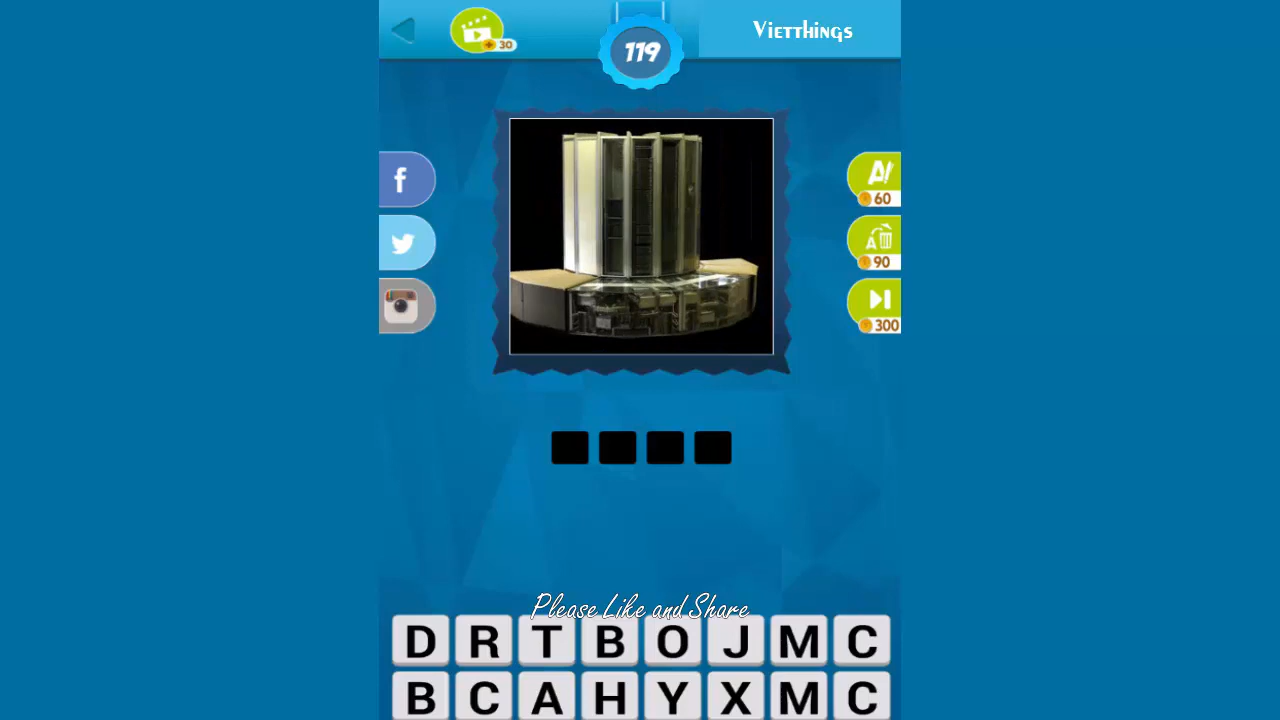 30
119
Vietthings
f
A
60
A
90
300
Please Like and Share
D R T B O J M C
B C A H Y X M C